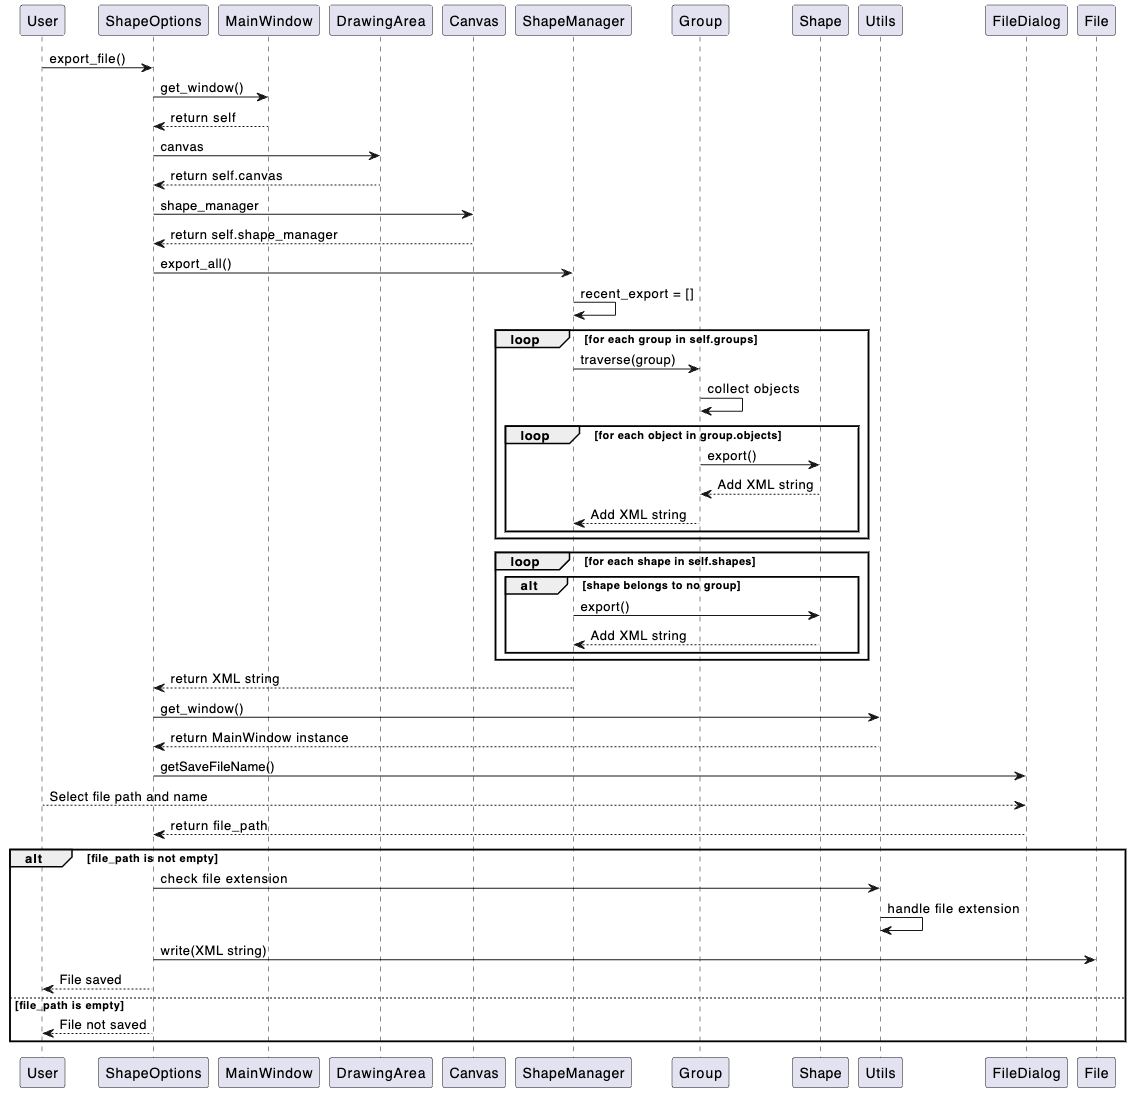 User ShapeOptions MainWindow DrawingArea Canvas ShapeManager Group Shape Utils FileDialog File
export_file()
get_window()
return self
canvas
return self.canvas
shape_manager
return self.shape_manager
export_all()
recent_export = []
loop [for each group in self.groups]
traverse(group)
collect objects
loop [for each object in group.objects]
export()
Add XML string
Add XML string
loop [for each shape in self.shapes]
alt [shape belongs to no group]
export()
Add XML string
return XML string
get_window()
return MainWindow instance
getSaveFileName()
Select file path and name
return file_path
alt [file_path is not empty]
check file extension
handle file extension
write(XML string)
File saved
[file_path is empty]
File not saved
User ShapeOptions MainWindow DrawingArea Canvas ShapeManager Group Shape Utils FileDialog File